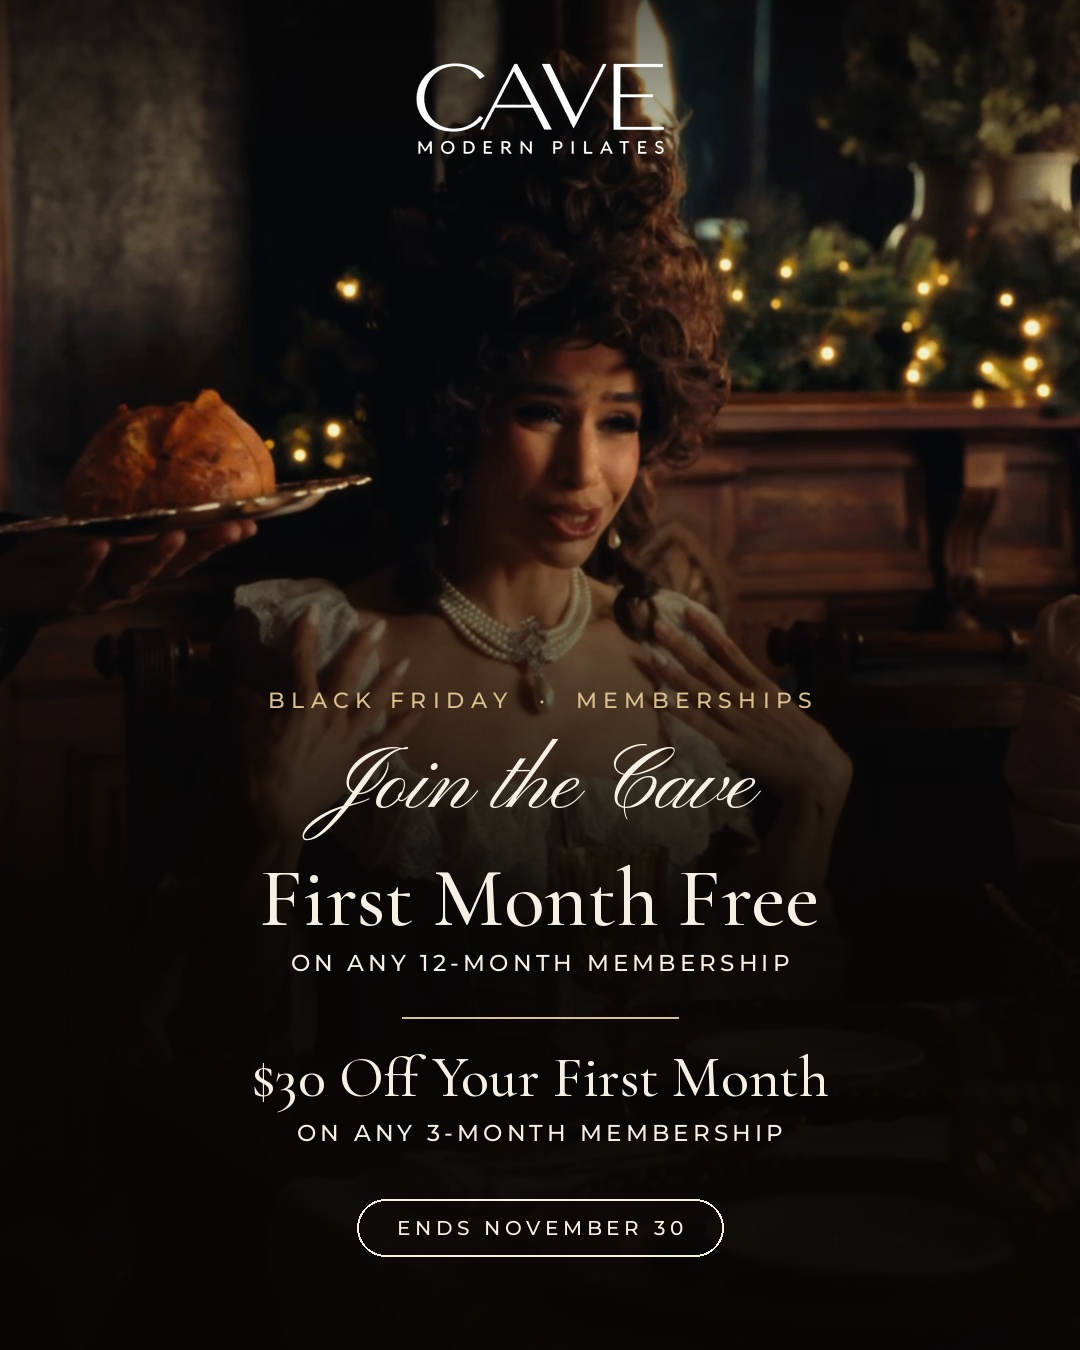 CAVE
MODERN PILATES
BLACK FRIDAY · MEMBERSHIPS
Join the Cave
First Month Free
ON ANY 12-MONTH MEMBERSHIP
$30 Off Your First Month
ON ANY 3-MONTH MEMBERSHIP
ENDS NOVEMBER 30